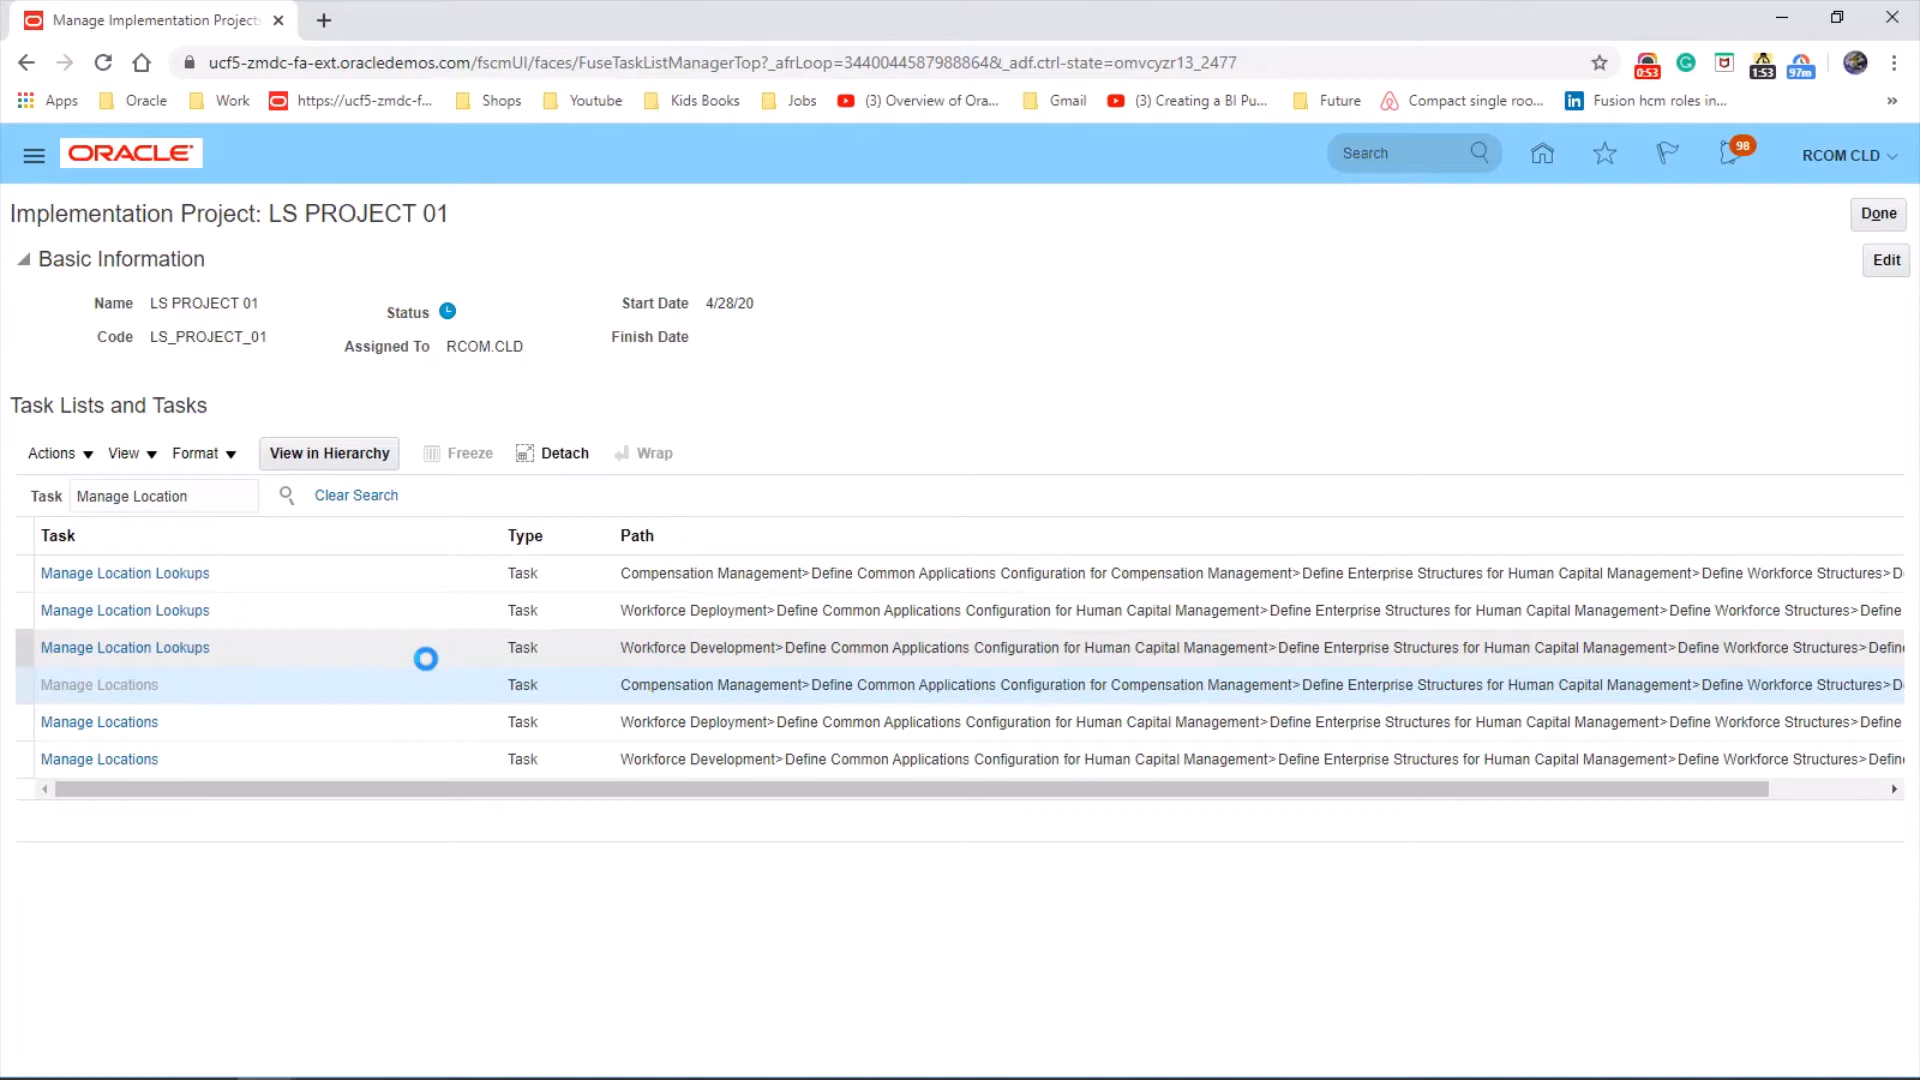 Manage Implementation Project:
ucf5-zmdc-fa-ext.oracledemos.com/fscmUI/faces/FuseTaskListManagerTop?_afrLoop=3440044587988864&_adf.ctrl-state=omvcyzr13_2477
0:53
1:53
97m
Apps
Oracle
Work
https://ucf5-zmdc-f...
Shops
Youtube
Kids Books
Jobs
(3) Overview of Ora...
Gmail
(3) Creating a BI Pu...
Future
Compact single roo...
Fusion hcm roles in...
»
ORACLE
Search
98
RCOM CLD
Implementation Project: LS PROJECT 01
Done
Basic Information
Edit
Name LS PROJECT 01
Status
Start Date 4/28/20
Code LS_PROJECT_01
Assigned To RCOM.CLD
Finish Date
Task Lists and Tasks
Actions View Format View in Hierarchy Freeze Detach Wrap
Task Manage Location Clear Search
Task Type Path
Manage Location Lookups Task Compensation Management>Define Common Applications Configuration for Compensation Management>Define Enterprise Structures for Human Capital Management>Define Workforce Structures>D
Manage Location Lookups Task Workforce Deployment>Define Common Applications Configuration for Human Capital Management>Define Enterprise Structures for Human Capital Management>Define Workforce Structures>Define
Manage Location Lookups Task Workforce Development>Define Common Applications Configuration for Human Capital Management>Define Enterprise Structures for Human Capital Management>Define Workforce Structures>Defin
Manage Locations Task Compensation Management>Define Common Applications Configuration for Compensation Management>Define Enterprise Structures for Human Capital Management>Define Workforce Structures>D
Manage Locations Task Workforce Deployment>Define Common Applications Configuration for Human Capital Management>Define Enterprise Structures for Human Capital Management>Define Workforce Structures>Define
Manage Locations Task Workforce Development>Define Common Applications Configuration for Human Capital Management>Define Enterprise Structures for Human Capital Management>Define Workforce Structures>Defin